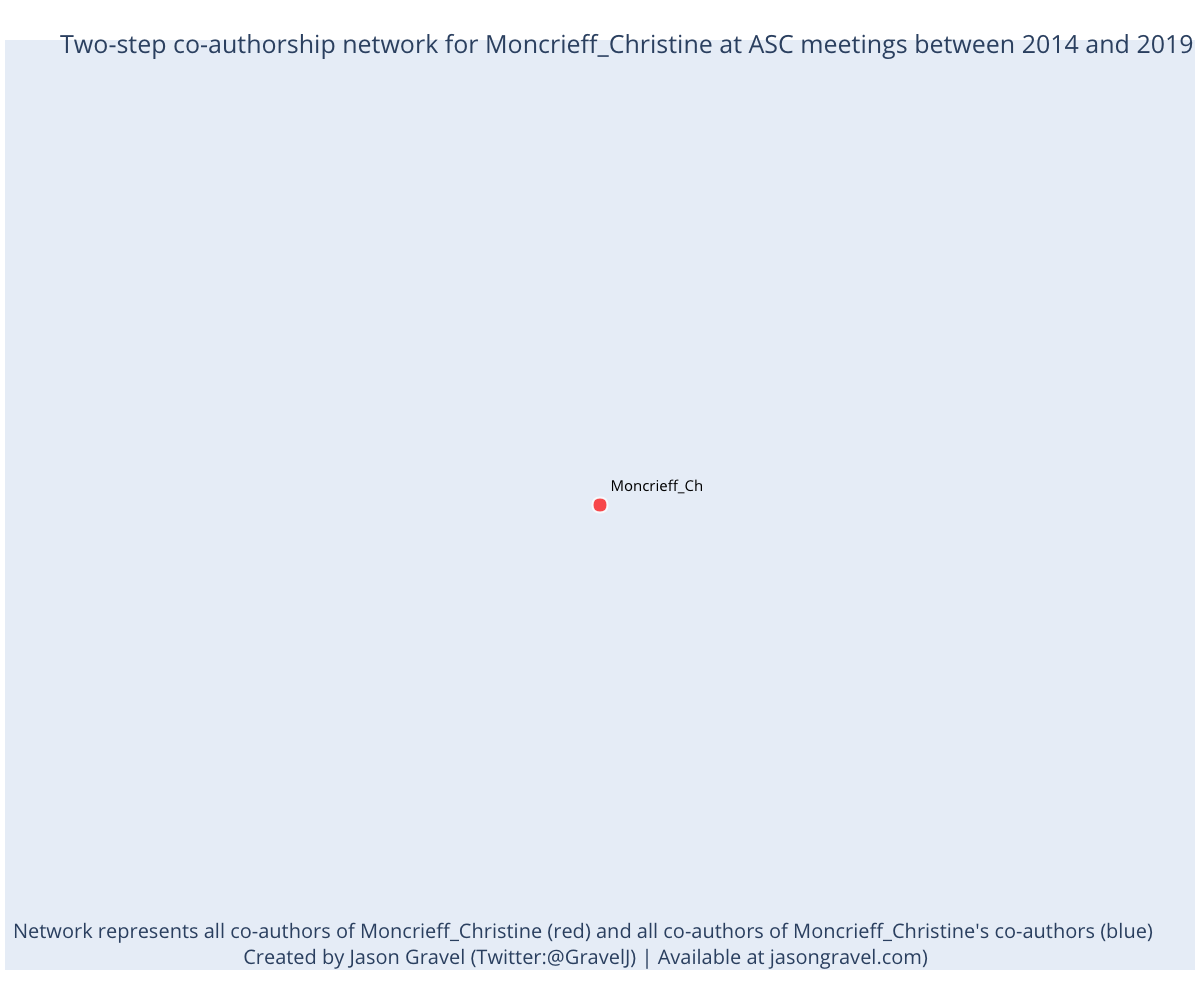 Two-step co-authorship network for Moncrieff_Christine at ASC meetings between 2014 and 2019
Moncrieff_Ch
Network represents all co-authors of Moncrieff_Christine (red) and all co-authors of Moncrieff_Christine's co-authors (blue)
Created by Jason Gravel (Twitter:@GravelJ) | Available at jasongravel.com)